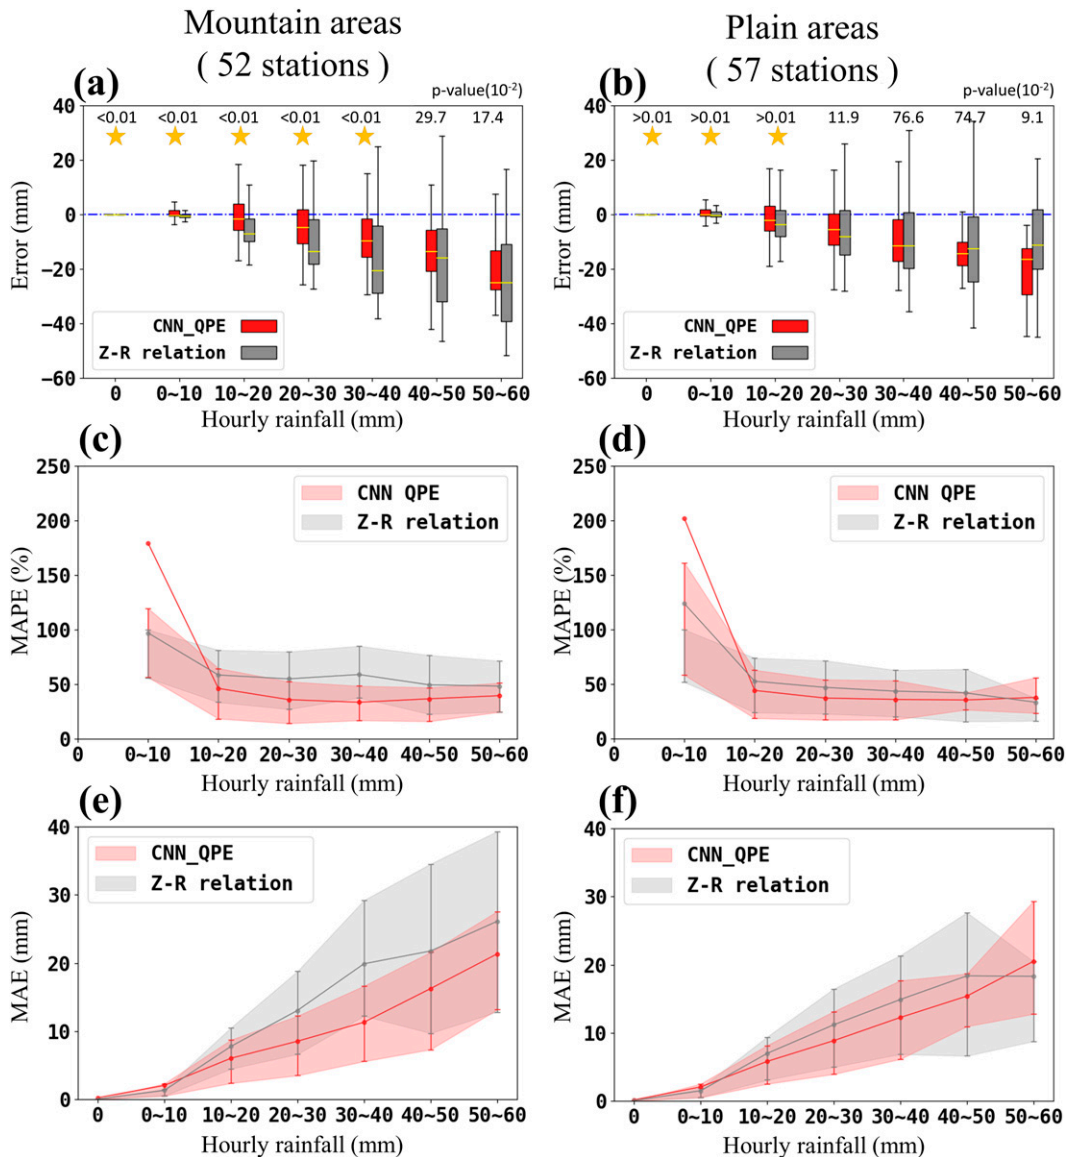 Mountain areas
( 52 stations )
Plain areas
( 57 stations )
(a)
p-value(10-2)
<0.01 <0.01 <0.01 <0.01 <0.01 29.7 17.4
40
20
0
−20
−40
−60
Error (mm)
CNN_QPE
Z-R relation
0 0~10 10~20 20~30 30~40 40~50 50~60
Hourly rainfall (mm)
(b)
p-value(10-2)
>0.01 >0.01 >0.01 11.9 76.6 74.7 9.1
40
20
0
-20
-40
-60
Error (mm)
CNN_QPE
Z-R relation
0 0~10 10~20 20~30 30~40 40~50 50~60
Hourly rainfall (mm)
(c)
250
200
150
100
50
0
MAPE (%)
CNN QPE
Z-R relation
0 0~10 10~20 20~30 30~40 40~50 50~60
Hourly rainfall (mm)
(d)
250
200
150
100
50
0
MAPE (%)
CNN QPE
Z-R relation
0 0~10 10~20 20~30 30~40 40~50 50~60
Hourly rainfall (mm)
(e)
40
30
20
10
0
MAE (mm)
CNN_QPE
Z-R relation
0 0~10 10~20 20~30 30~40 40~50 50~60
Hourly rainfall (mm)
(f)
40
30
20
10
0
MAE (mm)
CNN_QPE
Z-R relation
0 0~10 10~20 20~30 30~40 40~50 50~60
Hourly rainfall (mm)